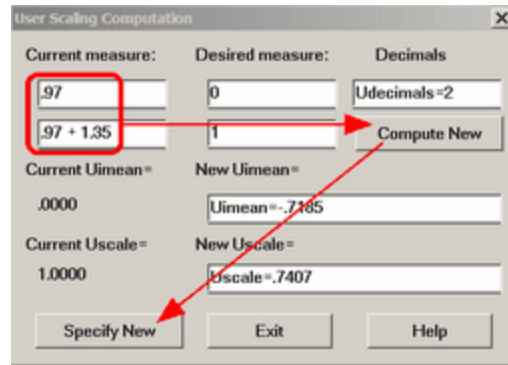 User Scaling Computation
Current measure: Desired measure: Decimals
.97 0 Udecimals=2
.97 + 1.35 1 Compute New
Current Uimean= New Uimean=
.0000 Uimean=-.7185
Current Uscale= New Uscale=
1.0000 Uscale=.7407
Specify New Exit Help